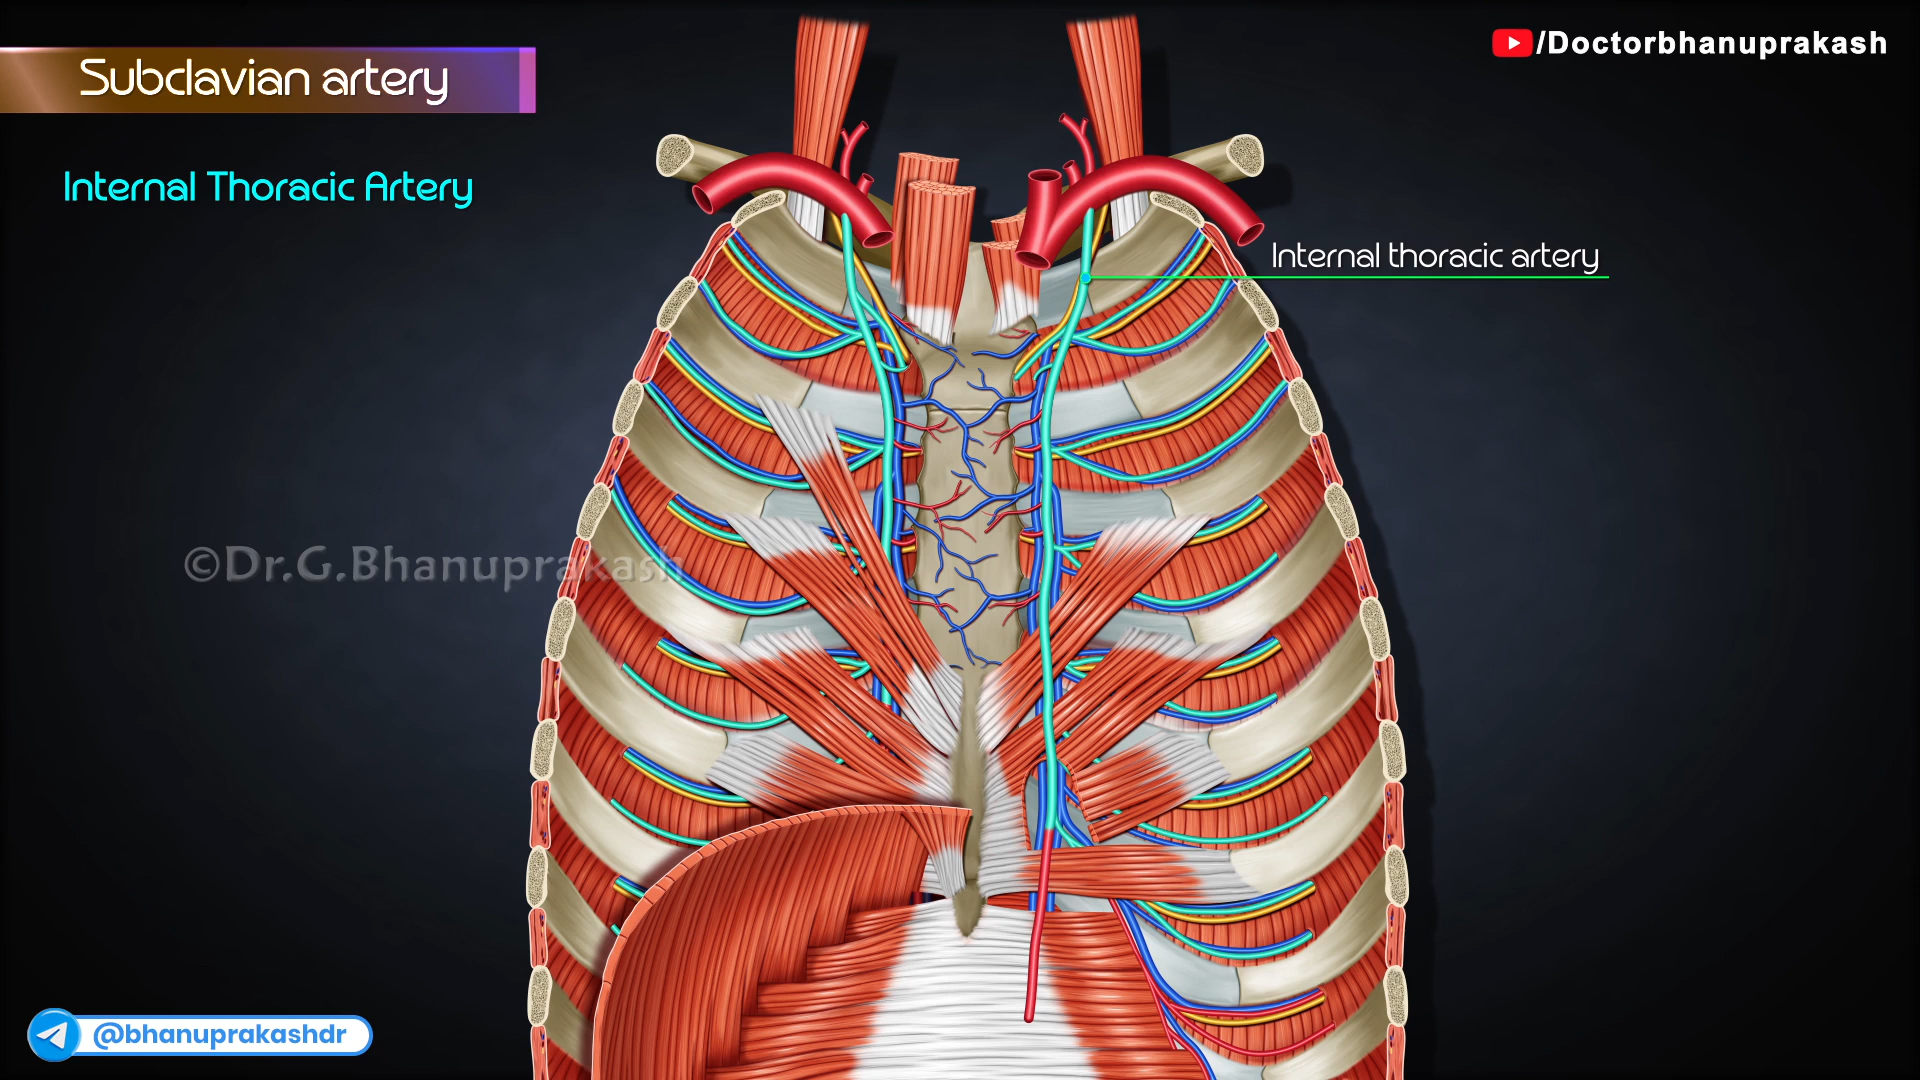 Subclavian artery
/Doctorbhanuprakash
Internal Thoracic Artery
Internal thoracic artery
©Dr.G.Bhanuprakash
@bhanuprakashdr